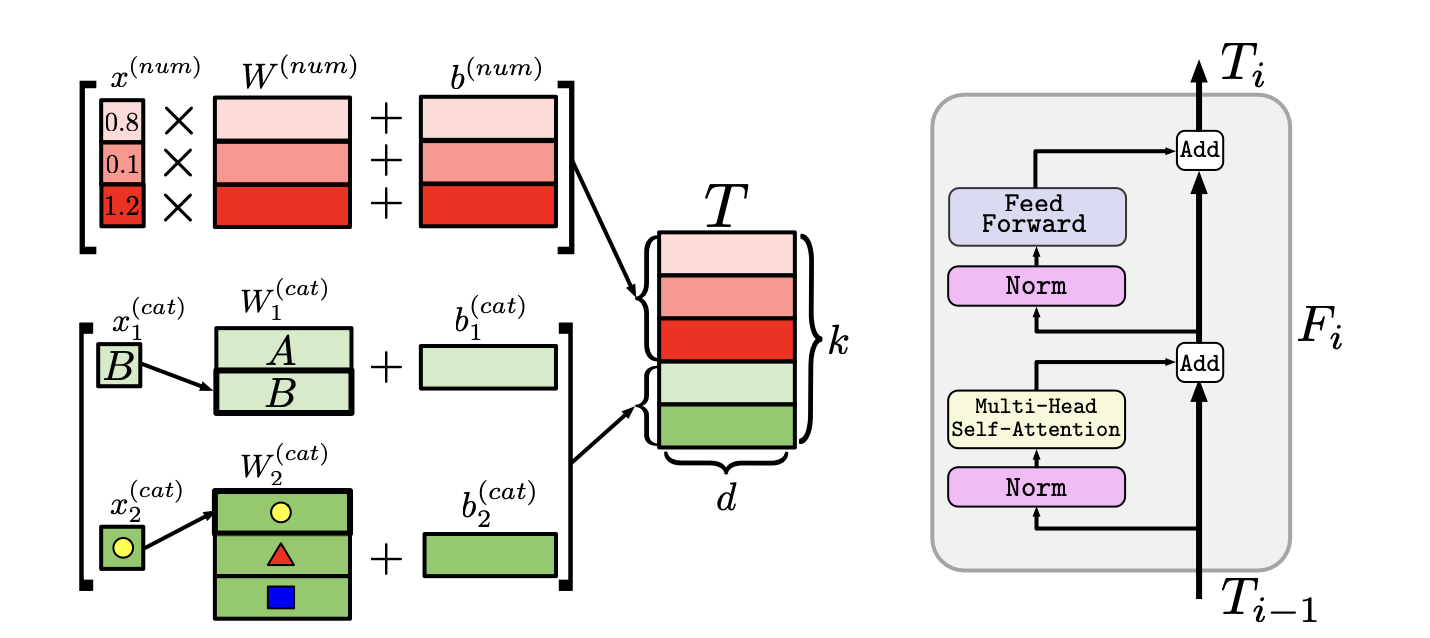 x^{(num)} W^{(num)} b^{(num)}
0.8 × +
0.1 × +
1.2 × +
x_1^{(cat)} W_1^{(cat)} b_1^{(cat)}
B A +
B
x_2^{(cat)} W_2^{(cat)} b_2^{(cat)}
+
T
k
d
T_i
Add
Feed
Forward
Norm
F_i
Add
Multi-Head
Self-Attention
Norm
T_{i-1}